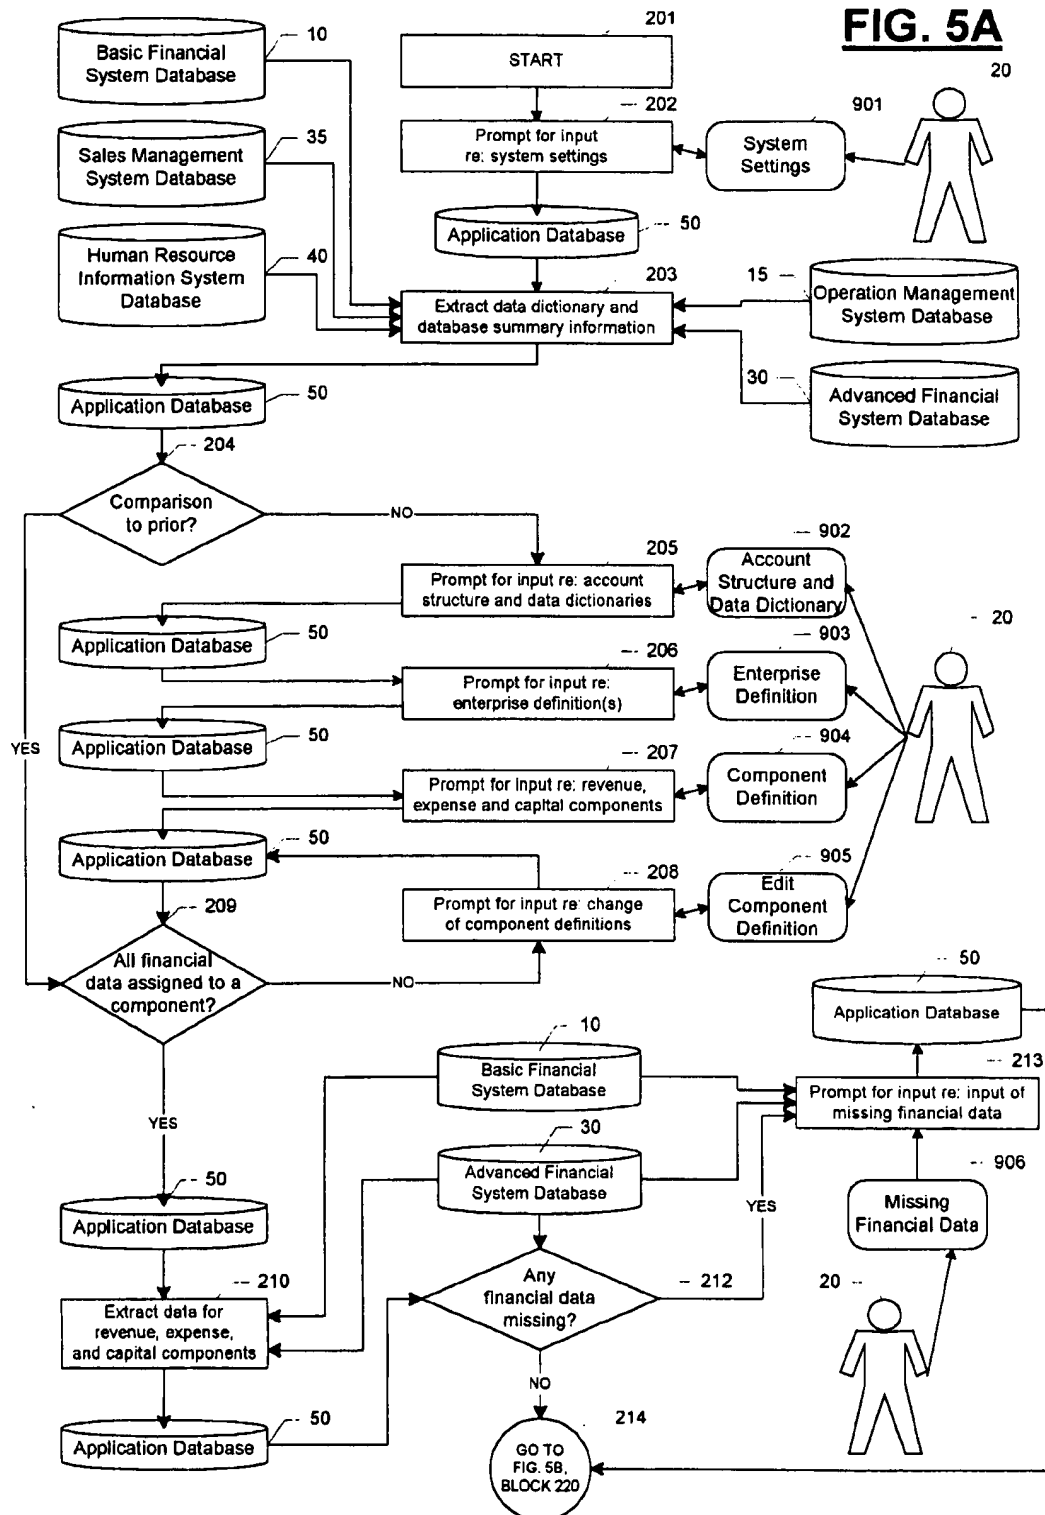 FIG. 5A
201
10
Basic Financial
System Database
START
20
202
901
35
Sales Management
System Database
Prompt for input
re: system settings
System
Settings
50
Application Database
40
Human Resource
Information System
Database
203
15
Extract data dictionary and
database summary information
Operation Management
System Database
30
Advanced Financial
System Database
50
Application Database
204
Comparison
to prior?
NO
902
205
Account
Structure and
Data Dictionary
Prompt for input re: account
structure and data dictionaries
50
20
Application Database
903
206
Enterprise
Definition
Prompt for input re:
enterprise definition(s)
50
904
YES
Application Database
207
Component
Definition
Prompt for input re: revenue,
expense and capital components
50
Application Database
905
208
Edit
Component
Definition
Prompt for input re: change
of component definitions
209
All financial
data assigned to a
component?
NO
50
Application Database
10
Basic Financial
System Database
213
Prompt for input re: input of
missing financial data
YES
30
Advanced Financial
System Database
906
50
YES
Missing
Financial Data
Application Database
210
Any
financial data
missing?
212
20
Extract data for
revenue, expense,
and capital components
NO
50
214
Application Database
GO TO
FIG. 5B,
BLOCK 220